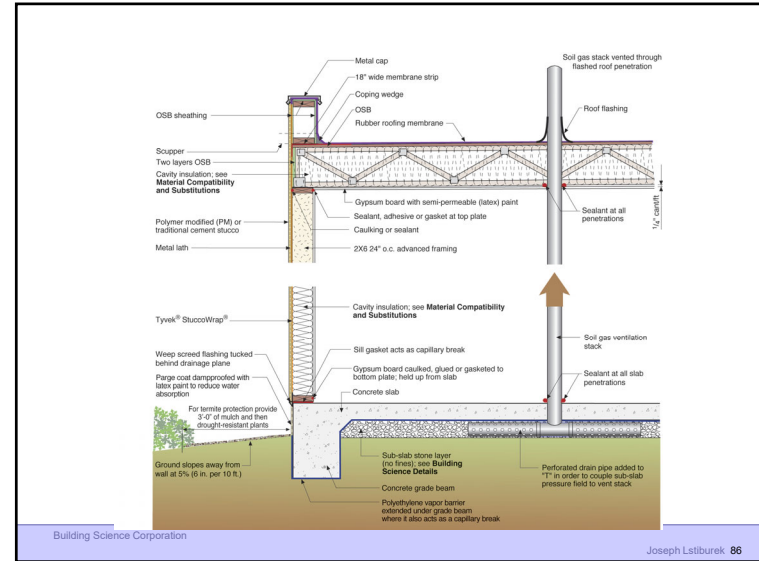 Metal cap
18" wide membrane strip
Coping wedge
OSB
Rubber roofing membrane
Soil gas stack vented through
flashed roof penetration
Roof flashing
OSB sheathing
Scupper
Two layers OSB
Cavity insulation; see
Material Compatibility
and Substitutions
Gypsum board with semi-permeable (latex) paint
Sealant, adhesive or gasket at top plate
Caulking or sealant
2X6 24" o.c. advanced framing
Sealant at all
penetrations
1/4" cant/ft
Polymer modified (PM) or
traditional cement stucco
Metal lath
Tyvek® StuccoWrap®
Cavity insulation; see Material Compatibility
and Substitutions
Soil gas ventilation
stack
Weep screed flashing tucked
behind drainage plane
Parge coat dampproofed with
latex paint to reduce water
absorption
For termite protection provide
3'-0" of mulch and then
drought-resistant plants
Sill gasket acts as capillary break
Gypsum board caulked, glued or gasketed to
bottom plate; held up from slab
Concrete slab
Sealant at all slab
penetrations
Ground slopes away from
wall at 5% (6 in. per 10 ft.)
Sub-slab stone layer
(no fines); see Building
Science Details
Concrete grade beam
Polyethylene vapor barrier
extended under grade beam
where it also acts as a capillary break
Perforated drain pipe added to
"T" in order to couple sub-slab
pressure field to vent stack
Building Science Corporation
Joseph Lstiburek 86